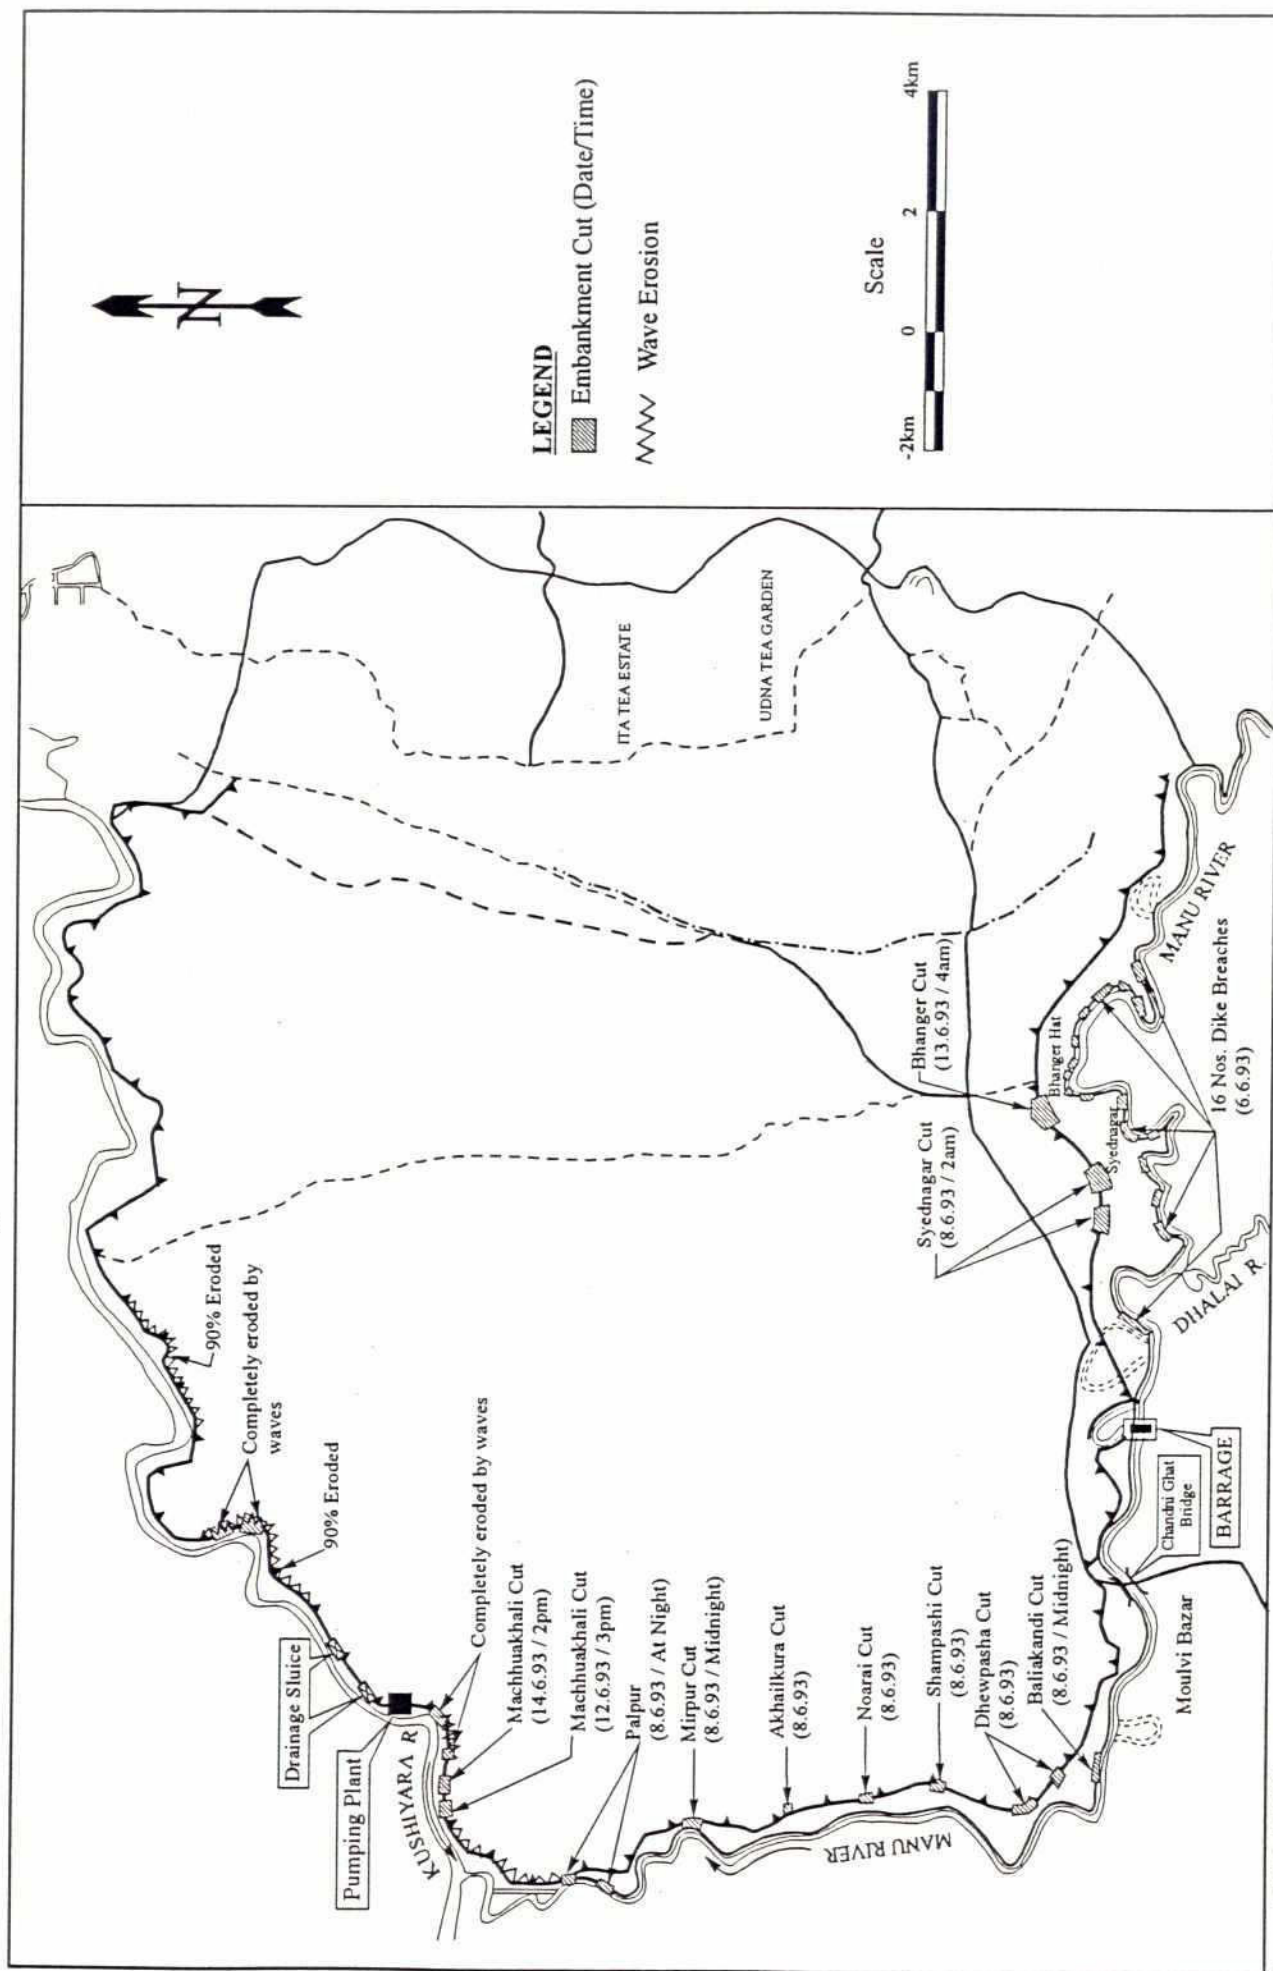 N
LEGEND
Embankment Cut (Date/Time)
Wave Erosion
Scale
-2km
0
2
4km
90% Eroded
Completely eroded by
waves
90% Eroded
Drainage Sluice
Pumping Plant
KUSHIYARA R
Completely eroded by waves
Machhuakhali Cut
(14.6.93 / 2pm)
Machhuakhali Cut
(12.6.93 / 3pm)
Palpur
(8.6.93 / At Night)
Mirpur Cut
(8.6.93 / Midnight)
Akhailkura Cut
(8.6.93)
Noarai Cut
(8.6.93)
Shampashi Cut
(8.6.93)
Dhewpasha Cut
(8.6.93)
Baliakandi Cut
(8.6.93 / Midnight)
MANU RIVER
Moulvi Bazar
Chandni Ghat
Bridge
BARRAGE
DHALAI R.
Syednagar Cut
(8.6.93 / 2am)
Syednagar
Bhanger Cut
(13.6.93 / 4am)
Bhanger Hat
16 Nos. Dike Breaches
(6.6.93)
MANU RIVER
ITA TEA ESTATE
UDNA TEA GARDEN